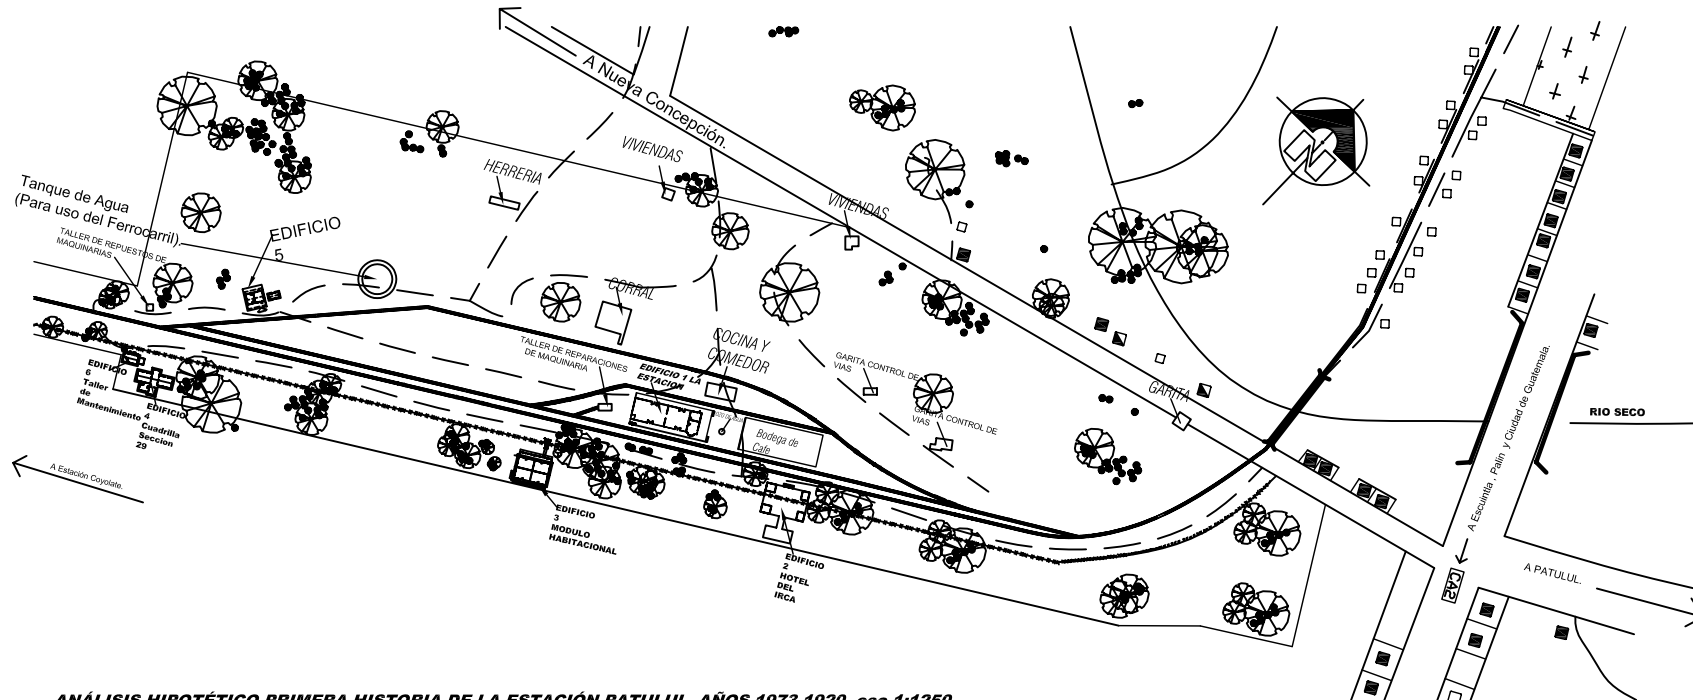 A Nueva Concepción.
VIVIENDAS
HERRERIA
VIVIENDAS
Tanque de Agua
(Para uso del Ferrocarril).
TALLER DE REPUESTOS DE
MAQUINARIAS
EDIFICIO
5
CORRAL
COCINA Y
COMEDOR
TALLER DE REPARACIONES
DE MAQUINARIA
EDIFICIO 1 LA
ESTACION
GARITA CONTROL DE
VIAS
GARITA CONTROL DE
VIAS
GARITA
Bodega de
Cafe
EDIFICIO
6
Taller
de
Mantenimiento
EDIFICIO
4
Cuadrilla
Seccion
29
A Estación Coyolate.
EDIFICIO
3
MODULO
HABITACIONAL
EDIFICIO
2
HOTEL
DEL
IRCA
RIO SECO
A Escuintla , Palin y Ciudad de Guatemala.
CA2
A PATULUL.
N